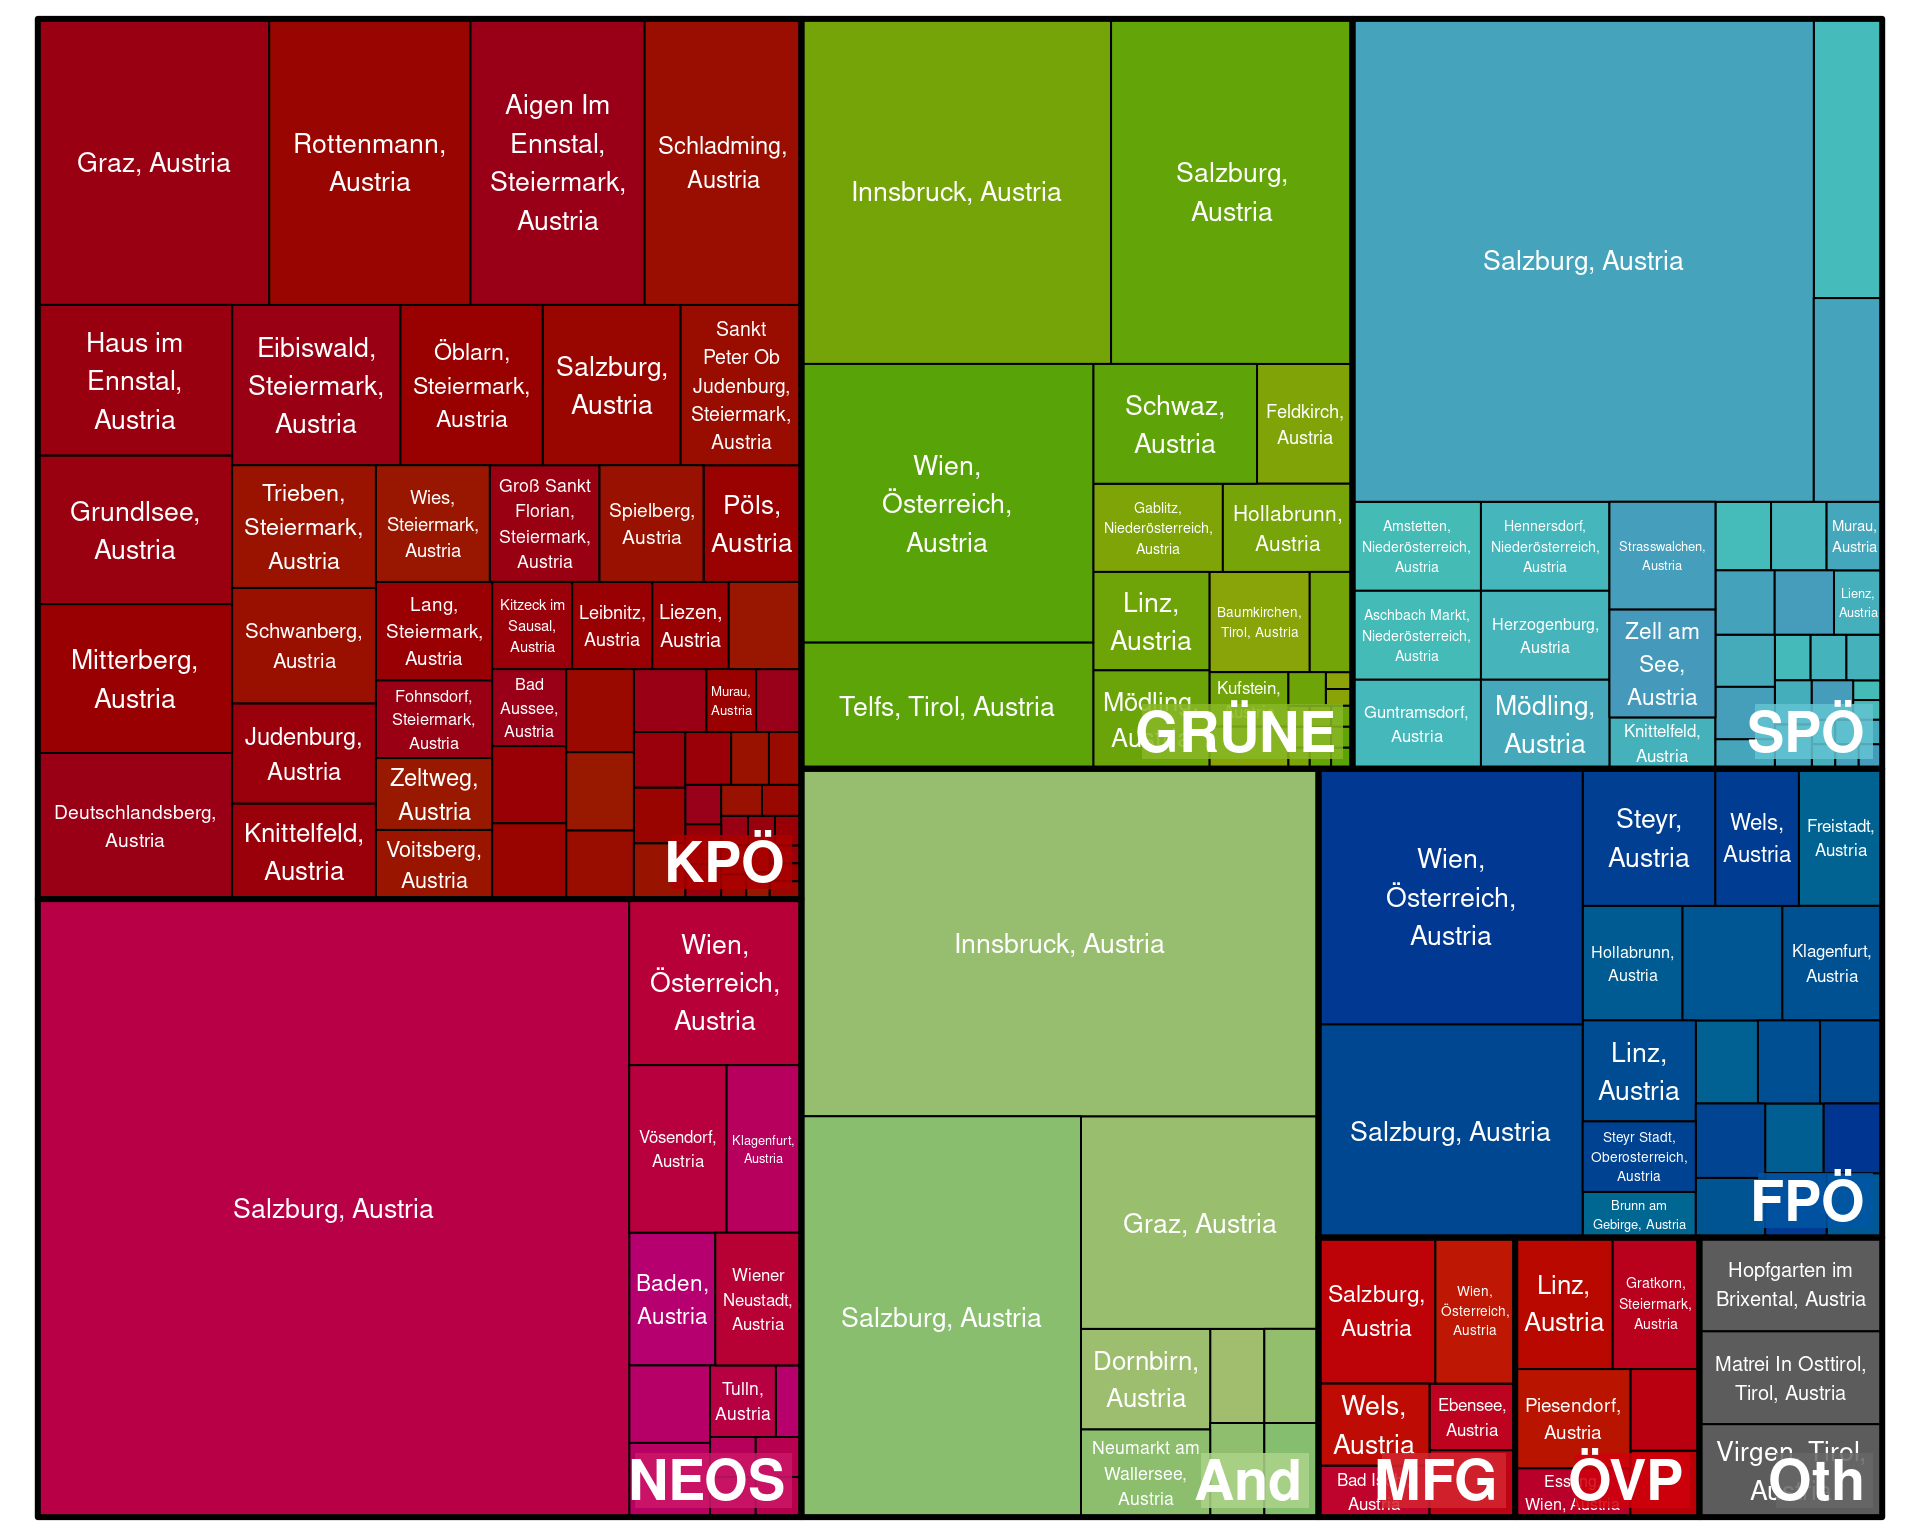 Graz, Austria
Rottenmann,
Austria
Aigen Im
Ennstal,
Steiermark,
Austria
Schladming,
Austria
Haus im
Ennstal,
Austria
Eibiswald,
Steiermark,
Austria
Öblarn,
Steiermark,
Austria
Salzburg,
Austria
Sankt
Peter Ob
Judenburg,
Steiermark,
Austria
Grundlsee,
Austria
Trieben,
Steiermark,
Austria
Wies,
Steiermark,
Austria
Groß Sankt
Florian,
Steiermark,
Austria
Spielberg,
Austria
Pöls,
Austria
Mitterberg,
Austria
Schwanberg,
Austria
Lang,
Steiermark,
Austria
Kitzeck im
Sausal,
Austria
Leibnitz,
Austria
Liezen,
Austria
Judenburg,
Austria
Fohnsdorf,
Steiermark,
Austria
Bad
Aussee,
Austria
Murau,
Austria
Deutschlandsberg,
Austria
Knittelfeld,
Austria
Zeltweg,
Austria
Voitsberg,
Austria
KPÖ
Innsbruck, Austria
Salzburg,
Austria
Wien,
Österreich,
Austria
Schwaz,
Austria
Feldkirch,
Austria
Gablitz,
Niederösterreich,
Austria
Hollabrunn,
Austria
Linz,
Austria
Baumkirchen,
Tirol, Austria
Telfs, Tirol, Austria
Mödling,
Austria
Kufstein,
GRÜNE
Salzburg, Austria
Amstetten,
Niederösterreich,
Austria
Hennersdorf,
Niederösterreich,
Austria
Strasswalchen,
Austria
Murau,
Austria
Aschbach Markt,
Niederösterreich,
Austria
Herzogenburg,
Austria
Zell am
See,
Austria
Lienz,
Austria
Guntramsdorf,
Austria
Mödling,
Austria
Knittelfeld,
Austria
SPÖ
Salzburg, Austria
Wien,
Österreich,
Austria
Vösendorf,
Austria
Klagenfurt,
Austria
Baden,
Austria
Wiener
Neustadt,
Austria
Tulln,
Austria
NEOS
Innsbruck, Austria
Salzburg, Austria
Graz, Austria
Dornbirn,
Austria
Neumarkt am
Wallersee,
Austria
And
Wien,
Österreich,
Austria
Steyr,
Austria
Wels,
Austria
Freistadt,
Austria
Hollabrunn,
Austria
Klagenfurt,
Austria
Salzburg, Austria
Linz,
Austria
Steyr Stadt,
Oberosterreich,
Austria
Brunn am
Gebirge, Austria
FPÖ
Salzburg,
Austria
Wien,
Österreich,
Austria
Wels,
Austria
Ebensee,
Austria
Bad
Austria
MFG
Linz,
Austria
Gratkorn,
Steiermark,
Austria
Piesendorf,
Austria
Wien, Austria
ÖVP
Hopfgarten im
Brixental, Austria
Matrei In Osttirol,
Tirol, Austria
Virgen, Tirol,
Austria
Oth